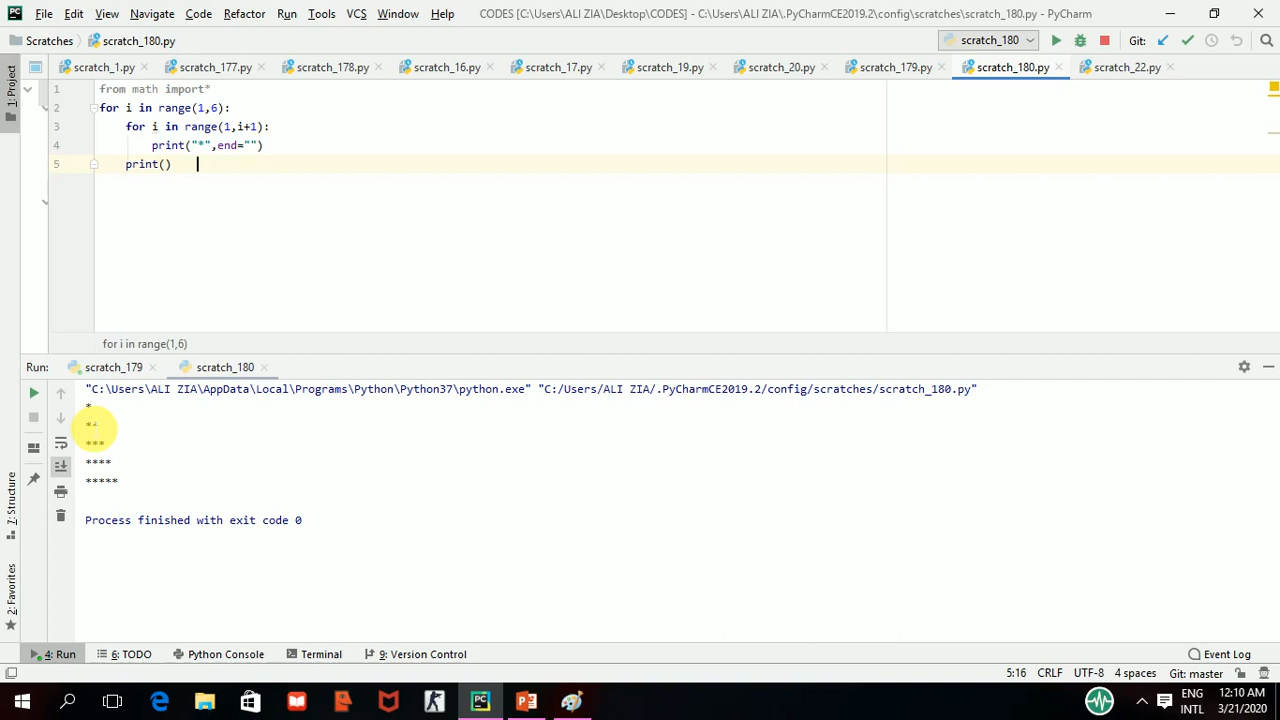 PC File Edit View Navigate Code Refactor Run Tools VCS Window Help CODES [C:\Users\ALI ZIA\Desktop\CODES] - C:\Users\ALI ZIA\.PyCharmCE2019.2\config\scratches\scratch_180.py - PyCharm
Scratches scratch_180.py scratch_180 Git:
1: Project
scratch_1.py scratch_177.py scratch_178.py scratch_16.py scratch_17.py scratch_19.py scratch_20.py scratch_179.py scratch_180.py scratch_22.py
1 from math import*
2 for i in range(1,6):
3 for i in range(1,i+1):
4 print("*",end="")
5 print()
for i in range(1,6)
Run: scratch_179 scratch_180
"C:\Users\ALI ZIA\AppData\Local\Programs\Python\Python37\python.exe" "C:/Users/ALI ZIA/.PyCharmCE2019.2/config/scratches/scratch_180.py"
*
**
***
****
*****
Process finished with exit code 0
7: Structure
2: Favorites
4: Run 6: TODO Python Console Terminal 9: Version Control Event Log
5:16 CRLF UTF-8 4 spaces Git: master
PC ENG 12:10 AM
INTL 3/21/2020